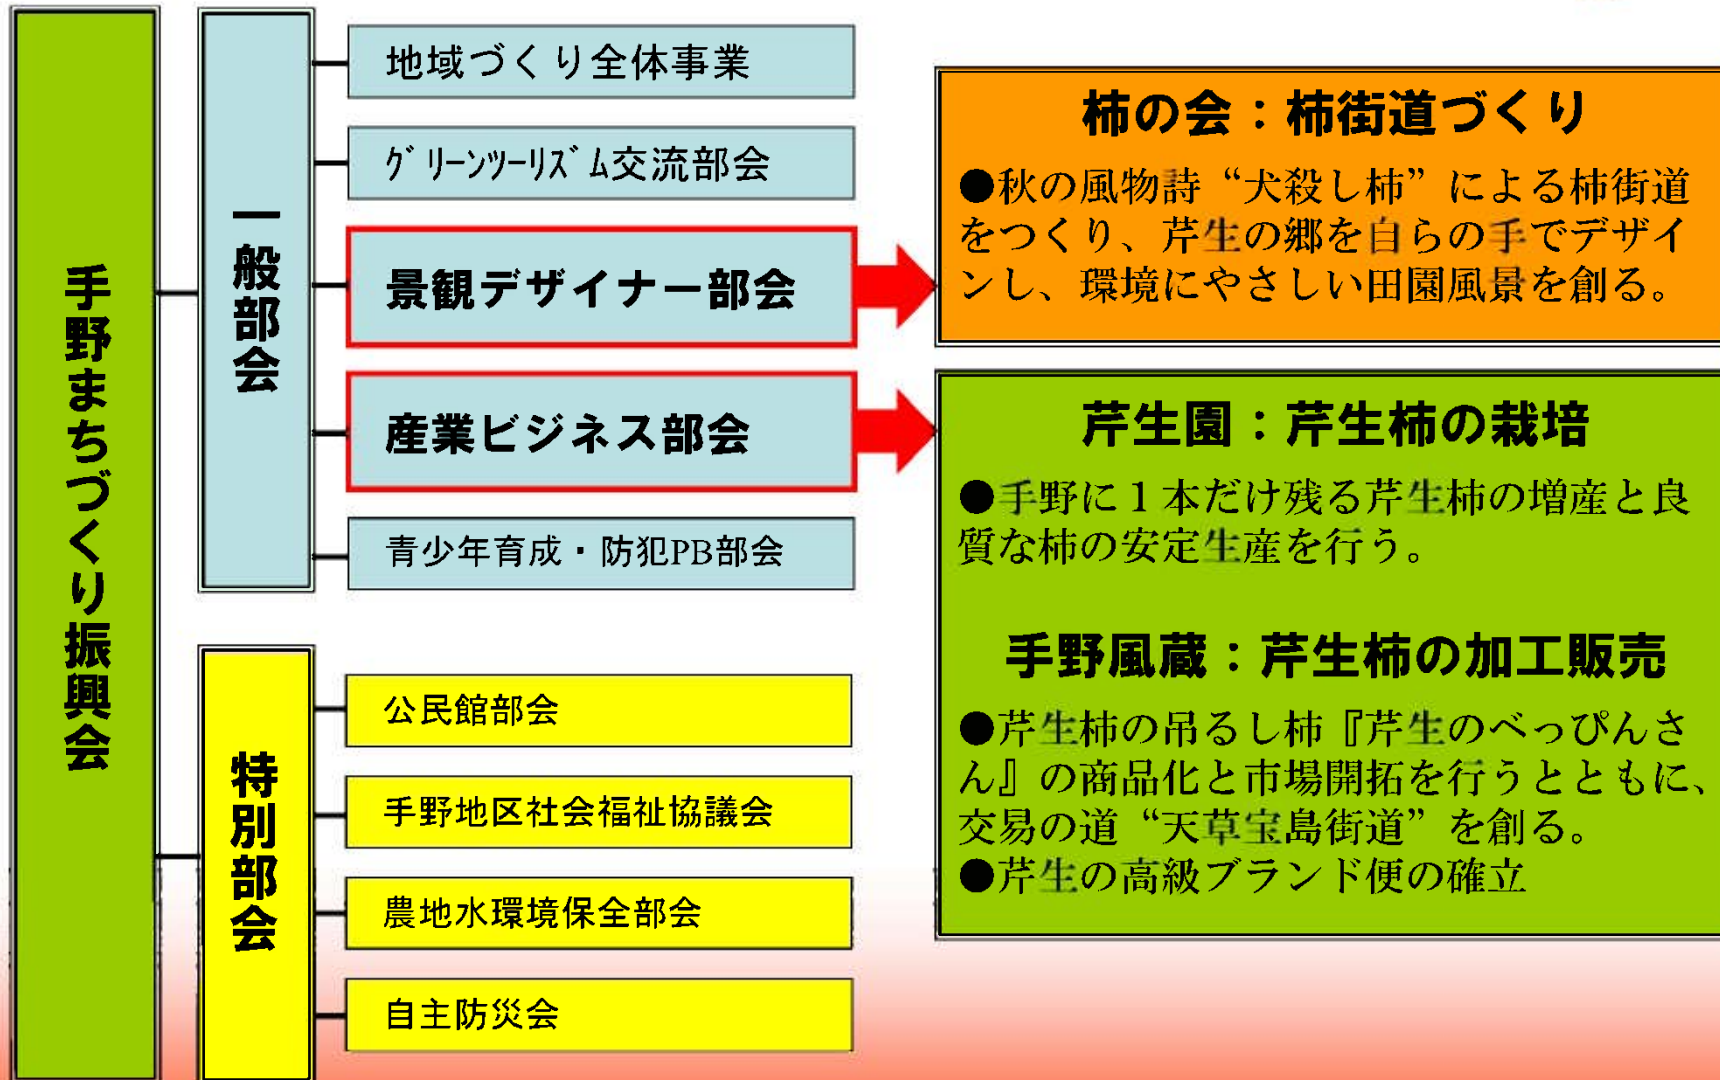 手野まちづくり振興会
一般部会
地域づくり全体事業
グリーンツーリズム交流部会
景観デザイナー部会
産業ビジネス部会
青少年育成・防犯PB部会
特別部会
公民館部会
手野地区社会福祉協議会
農地水環境保全部会
自主防災会
柿の会：柿街道づくり
●秋の風物詩“犬殺し柿”による柿街道
をつくり、芹生の郷を自らの手でデザイ
ンし、環境にやさしい田園風景を創る。
芹生園：芹生柿の栽培
●手野に１本だけ残る芹生柿の増産と良
質な柿の安定生産を行う。
手野風蔵：芹生柿の加工販売
●芹生柿の吊るし柿『芹生のべっぴんさ
ん』の商品化と市場開拓を行うとともに、
交易の道“天草宝島街道”を創る。
●芹生の高級ブランド便の確立